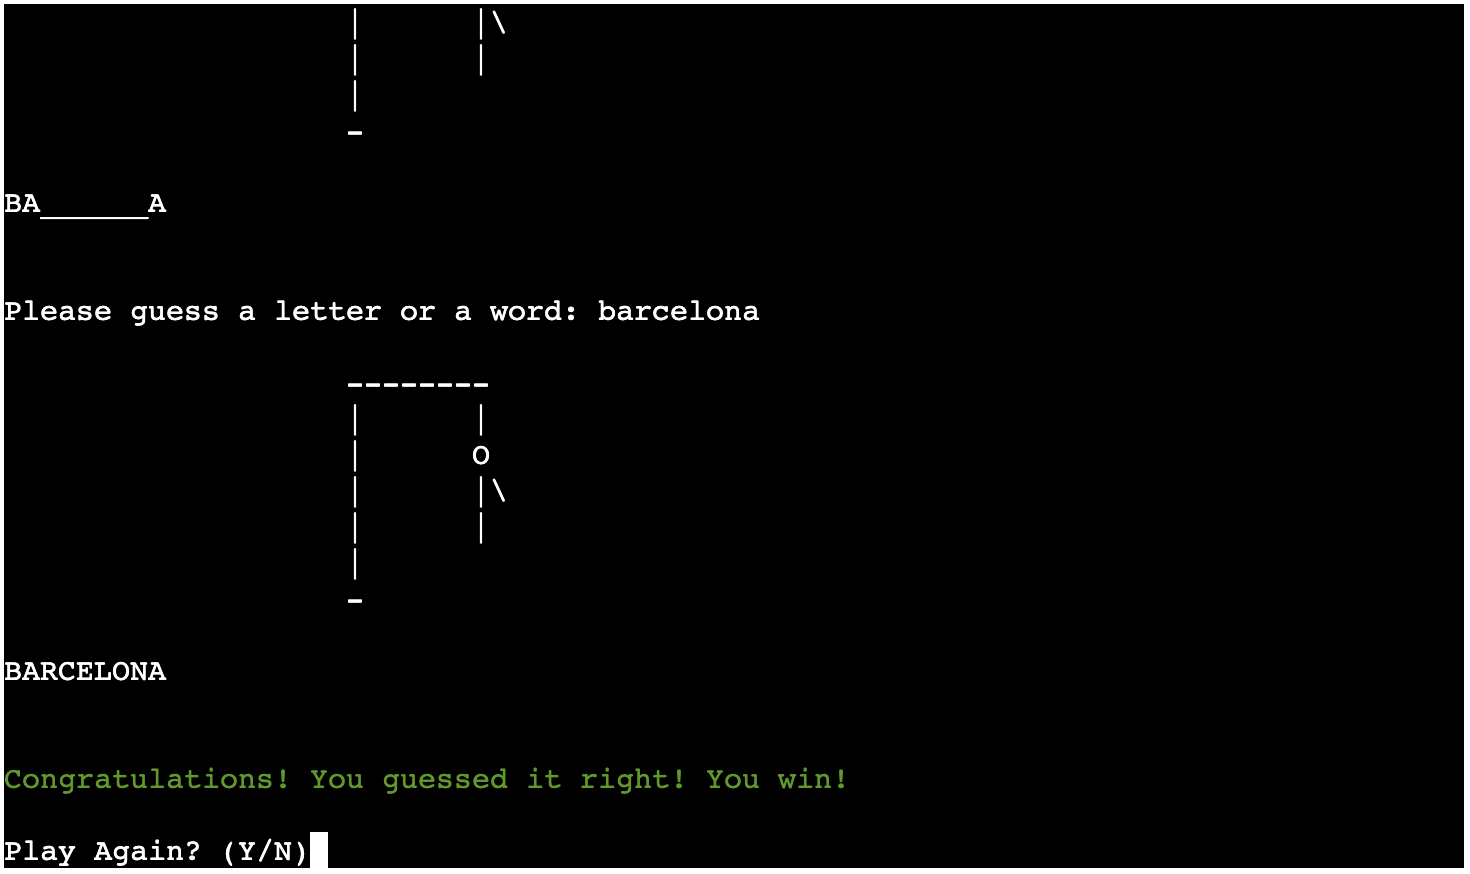 BA______A
Please guess a letter or a word: barcelona
BARCELONA
Congratulations! You guessed it right! You win!
Play Again? (Y/N)